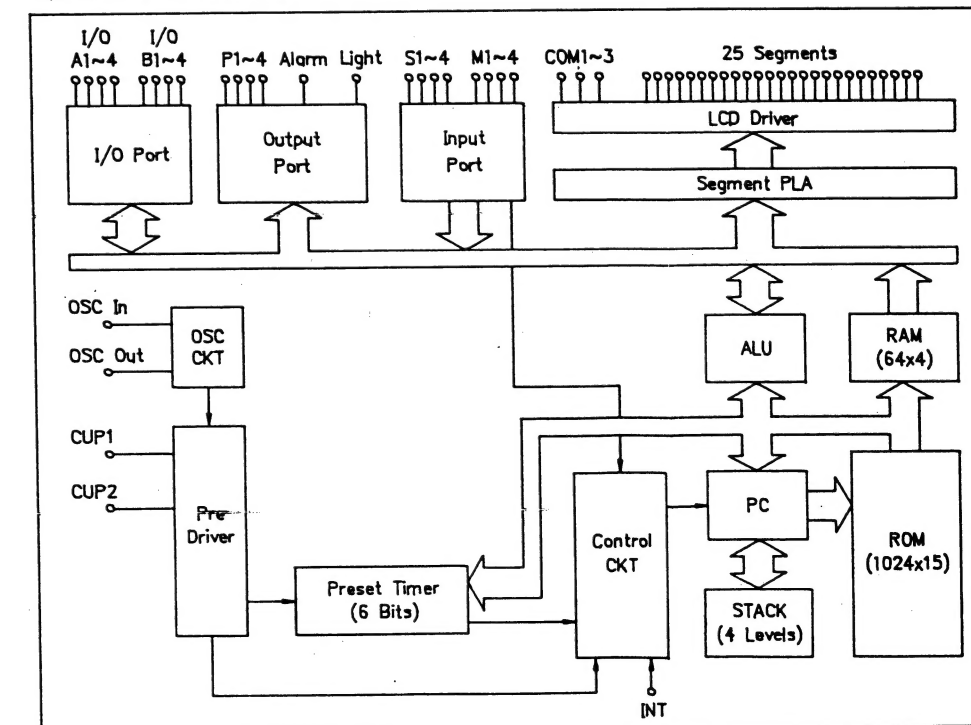 I/O I/O
A1~4 B1~4 P1~4 Alarm Light S1~4 M1~4 COM1~3 25 Segments
LCD Driver
I/O Port
Output
Port
Input
Port
Segment PLA
OSC In
OSC Out
OSC
CKT
ALU
RAM
(64x4)
CUP1
CUP2
Pre
Driver
Preset Timer
(6 Bits)
Control
CKT
PC
ROM
(1024x15)
STACK
(4 Levels)
INT